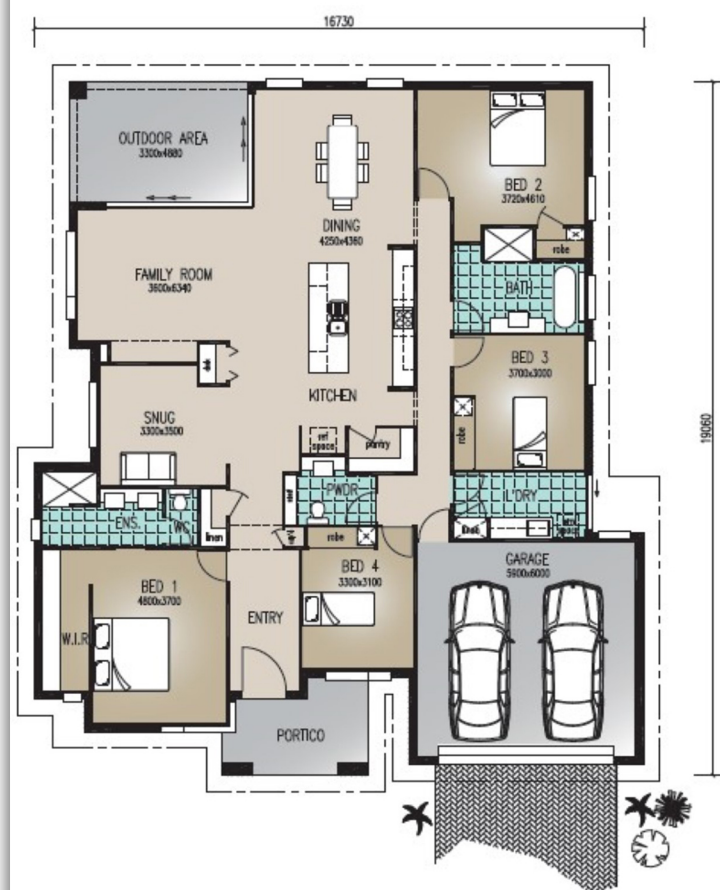 16730
OUTDOOR AREA
3300x4880
BED 2
3720x4610
DINING
4250x4360
robe
FAMILY ROOM
3600x6340
BATH
BED 3
3700x3000
KITCHEN
SNUG
3300x3500
19060
robe
ref
space
pantry
PWDR
L'DRY
ENS.
WC
linen
robe
BED 4
3300x3100
GARAGE
5900x6000
BED 1
4800x3700
ENTRY
W.I.R
PORTICO